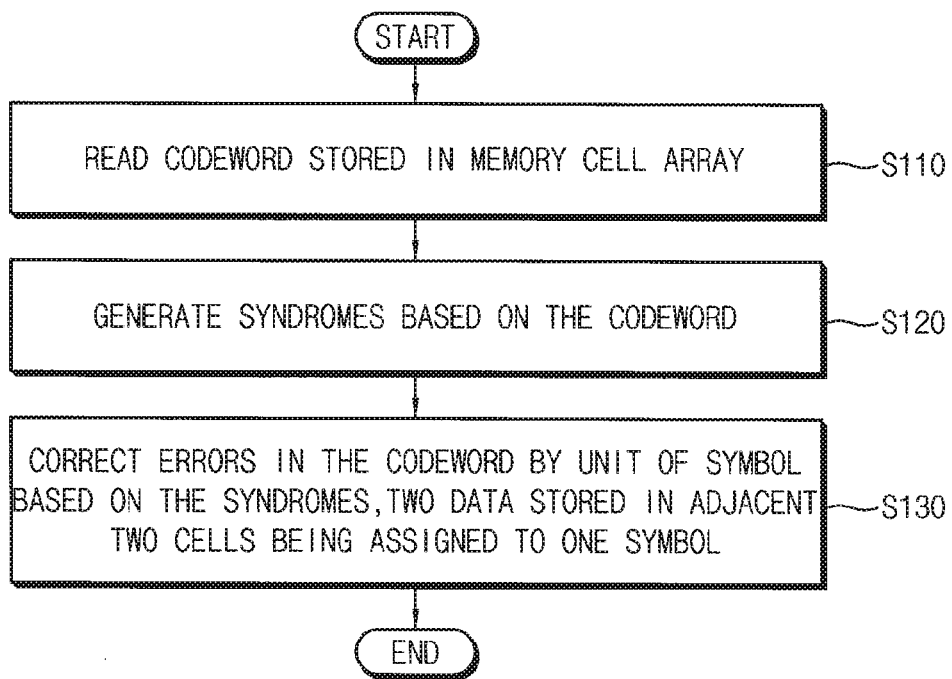 START
READ CODEWORD STORED IN MEMORY CELL ARRAY
S110
GENERATE SYNDROMES BASED ON THE CODEWORD
S120
CORRECT ERRORS IN THE CODEWORD BY UNIT OF SYMBOL
BASED ON THE SYNDROMES, TWO DATA STORED IN ADJACENT
TWO CELLS BEING ASSIGNED TO ONE SYMBOL
S130
END